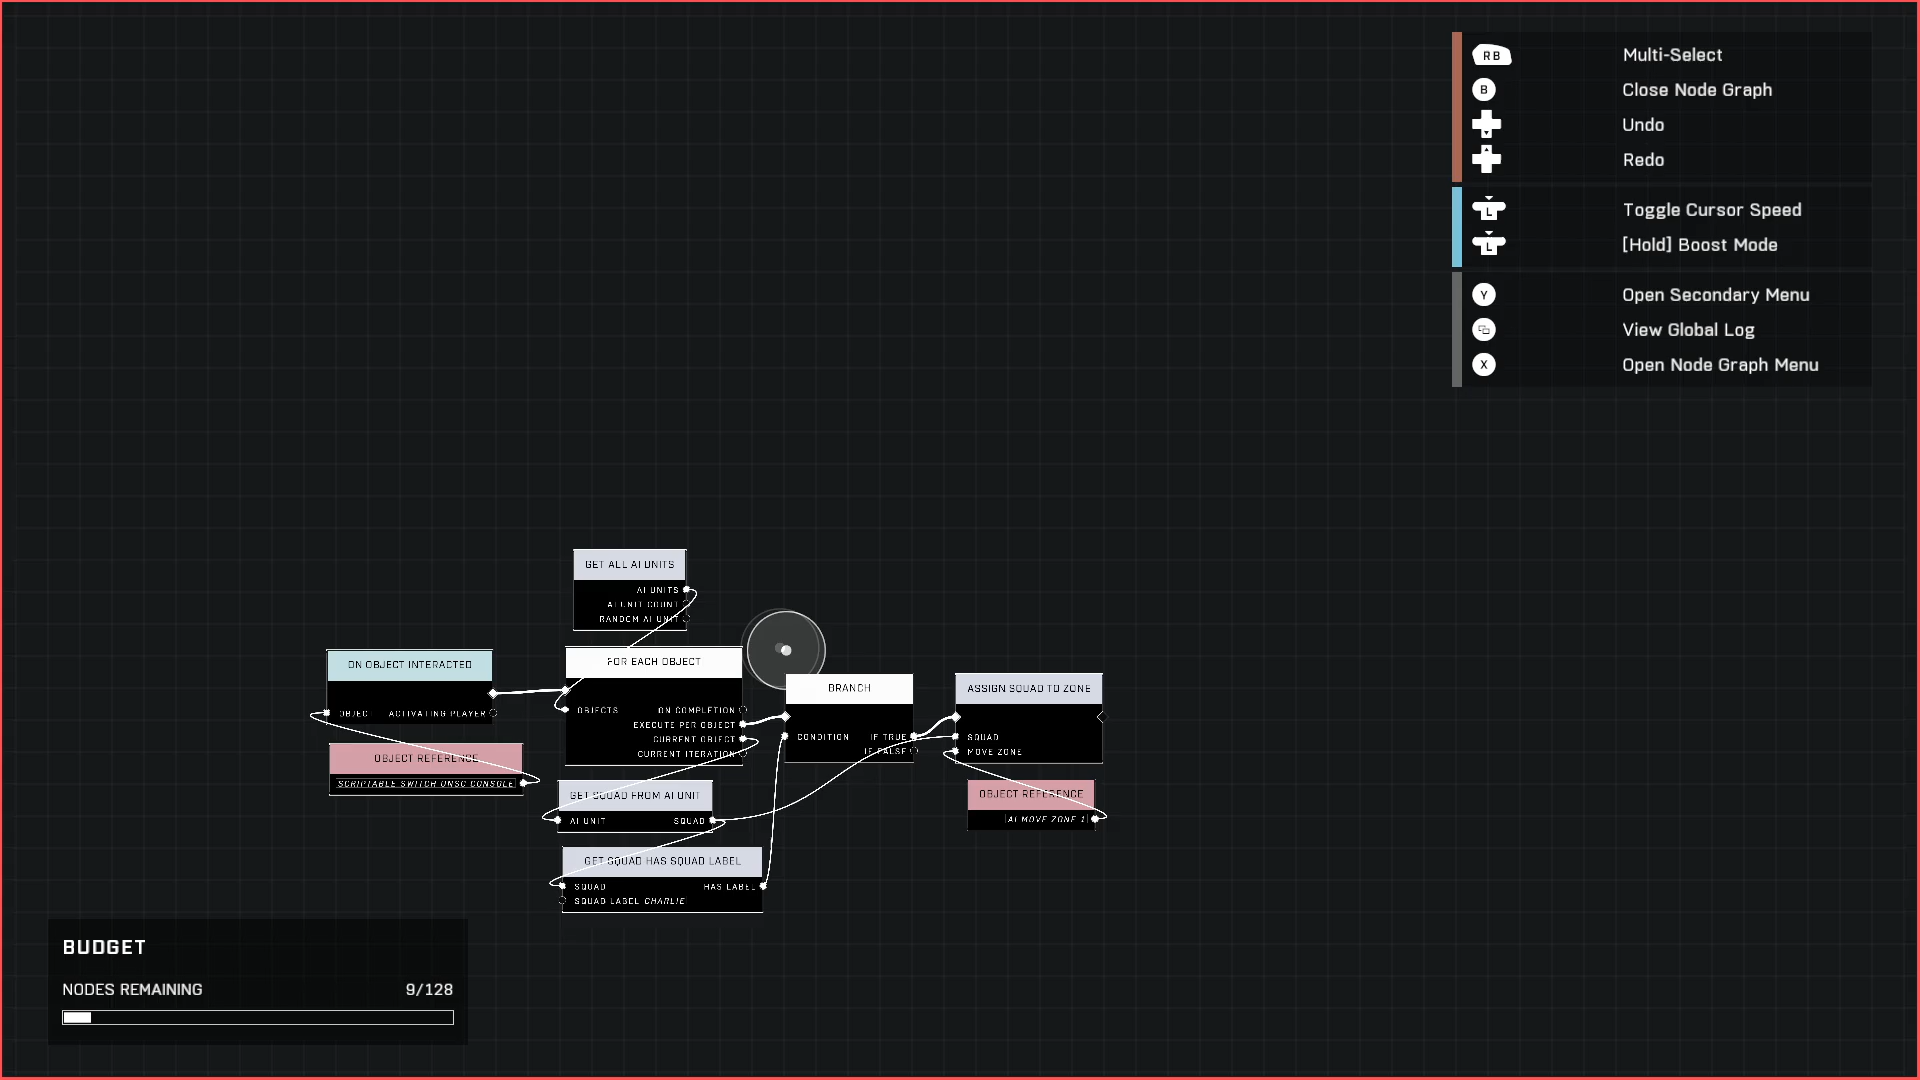 RB Multi-Select
B Close Node Graph
Undo
Redo
L Toggle Cursor Speed
L [Hold] Boost Mode
Y Open Secondary Menu
View Global Log
X Open Node Graph Menu
GET ALL AI UNITS
AI UNITS
AI UNIT COUNT
RANDOM AI UNIT
ON OBJECT INTERACTED
OBJECT ACTIVATING PLAYER
OBJECT REFERENCE
SCRIPTABLE SWITCH UNSC CONSOLE
FOR EACH OBJECT
OBJECTS ON COMPLETION
EXECUTE PER OBJECT
CURRENT OBJECT
CURRENT ITERATION
BRANCH
CONDITION IF TRUE
IF FALSE
ASSIGN SQUAD TO ZONE
SQUAD
MOVE ZONE
OBJECT REFERENCE
AI MOVE ZONE 1
GET SQUAD FROM AI UNIT
AI UNIT SQUAD
GET SQUAD HAS SQUAD LABEL
SQUAD HAS LABEL
SQUAD LABEL CHARLIE
BUDGET
NODES REMAINING 9/128